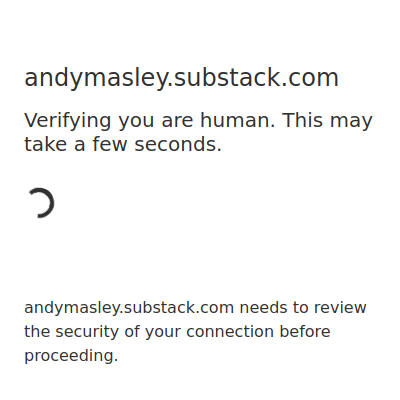 andymasley.substack.com
Verifying you are human. This may
take a few seconds.
andymasley.substack.com needs to review
the security of your connection before
proceeding.